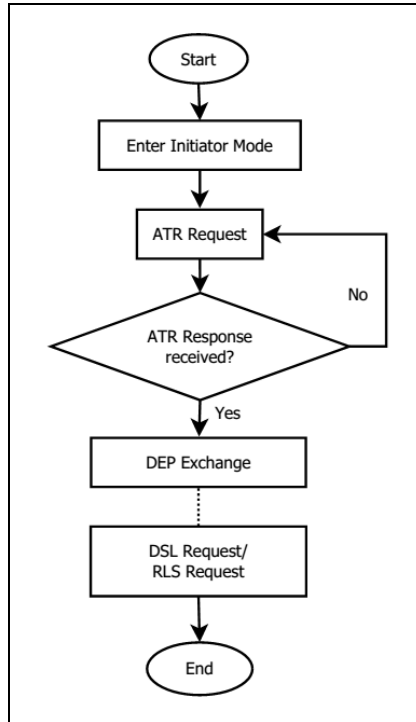 Start
Enter Initiator Mode
ATR Request
No
ATR Response
received?
Yes
DEP Exchange
DSL Request/
RLS Request
End